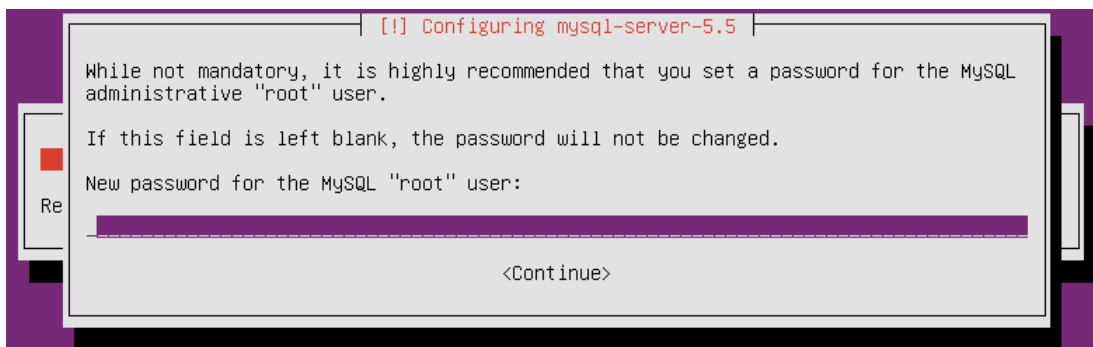 [!] Configuring mysql-server-5.5
While not mandatory, it is highly recommended that you set a password for the MySQL
administrative "root" user.
If this field is left blank, the password will not be changed.
New password for the MySQL "root" user:
Re
<Continue>